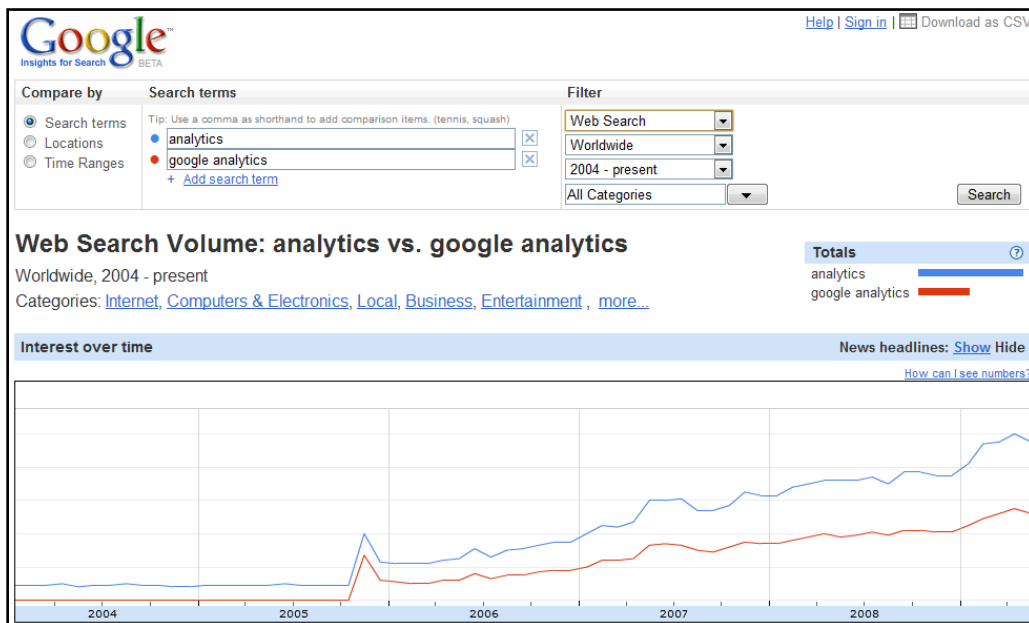 Help | Sign in | Download as CSV
Google™
Insights for Search BETA
Compare by Search terms Filter
Search terms
Locations
Time Ranges
Tip: Use a comma as shorthand to add comparison items. (tennis, squash)
analytics
google analytics
+ Add search term
Web Search
Worldwide
2004 - present
All Categories
Search
Web Search Volume: analytics vs. google analytics
Worldwide, 2004 - present
Categories: Internet, Computers & Electronics, Local, Business, Entertainment , more...
Totals
analytics
google analytics
Interest over time News headlines: Show Hide
How can I see numbers?
2004 2005 2006 2007 2008